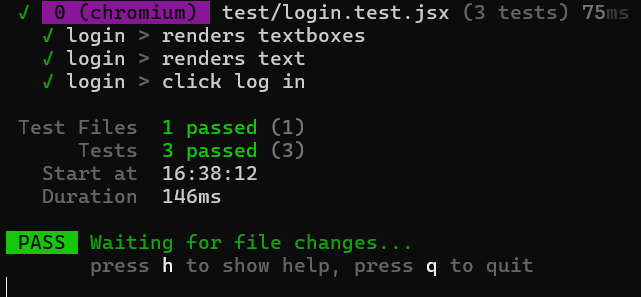 ✓ 0 (chromium) test/login.test.jsx (3 tests) 75ms
✓ login > renders textboxes
✓ login > renders text
✓ login > click log in
Test Files 1 passed (1)
Tests 3 passed (3)
Start at 16:38:12
Duration 146ms
PASS Waiting for file changes...
press h to show help, press q to quit